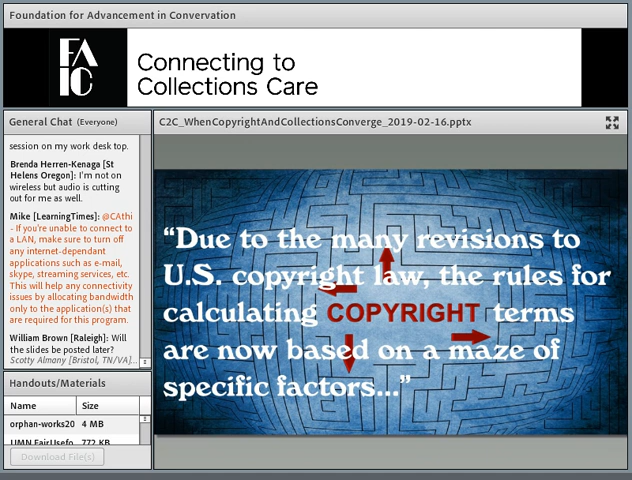 Foundation for Advancement in Convervation
FA
IC
Connecting to
Collections Care
General Chat (Everyone)
session on my work desk top.
Brenda Herren-Kenaga [St
Helens Oregon]: I'm not on
wireless but audio is cutting
out for me as well.
Mike [LearningTimes]: @CAthi
- If you're unable to connect to
a LAN, make sure to turn off
any internet-dependant
applications such as e-mail,
skype, streaming services, etc.
This will help any connectivity
issues by allocating bandwidth
only to the application(s) that
are required for this program.
William Brown [Raleigh]: Will
the slides be posted later?
Scotty Almany [Bristol, TN/VA]...
Handouts/Materials
Name Size
orphan-works20 4 MB
UMN FairUsefo 772 KB
Download File(s)
C2C_WhenCopyrightAndCollectionsConverge_2019-02-16.pptx
“Due to the many revisions to
U.S. copyright law, the rules for
calculating COPYRIGHT terms
are now based on a maze of
specific factors...”